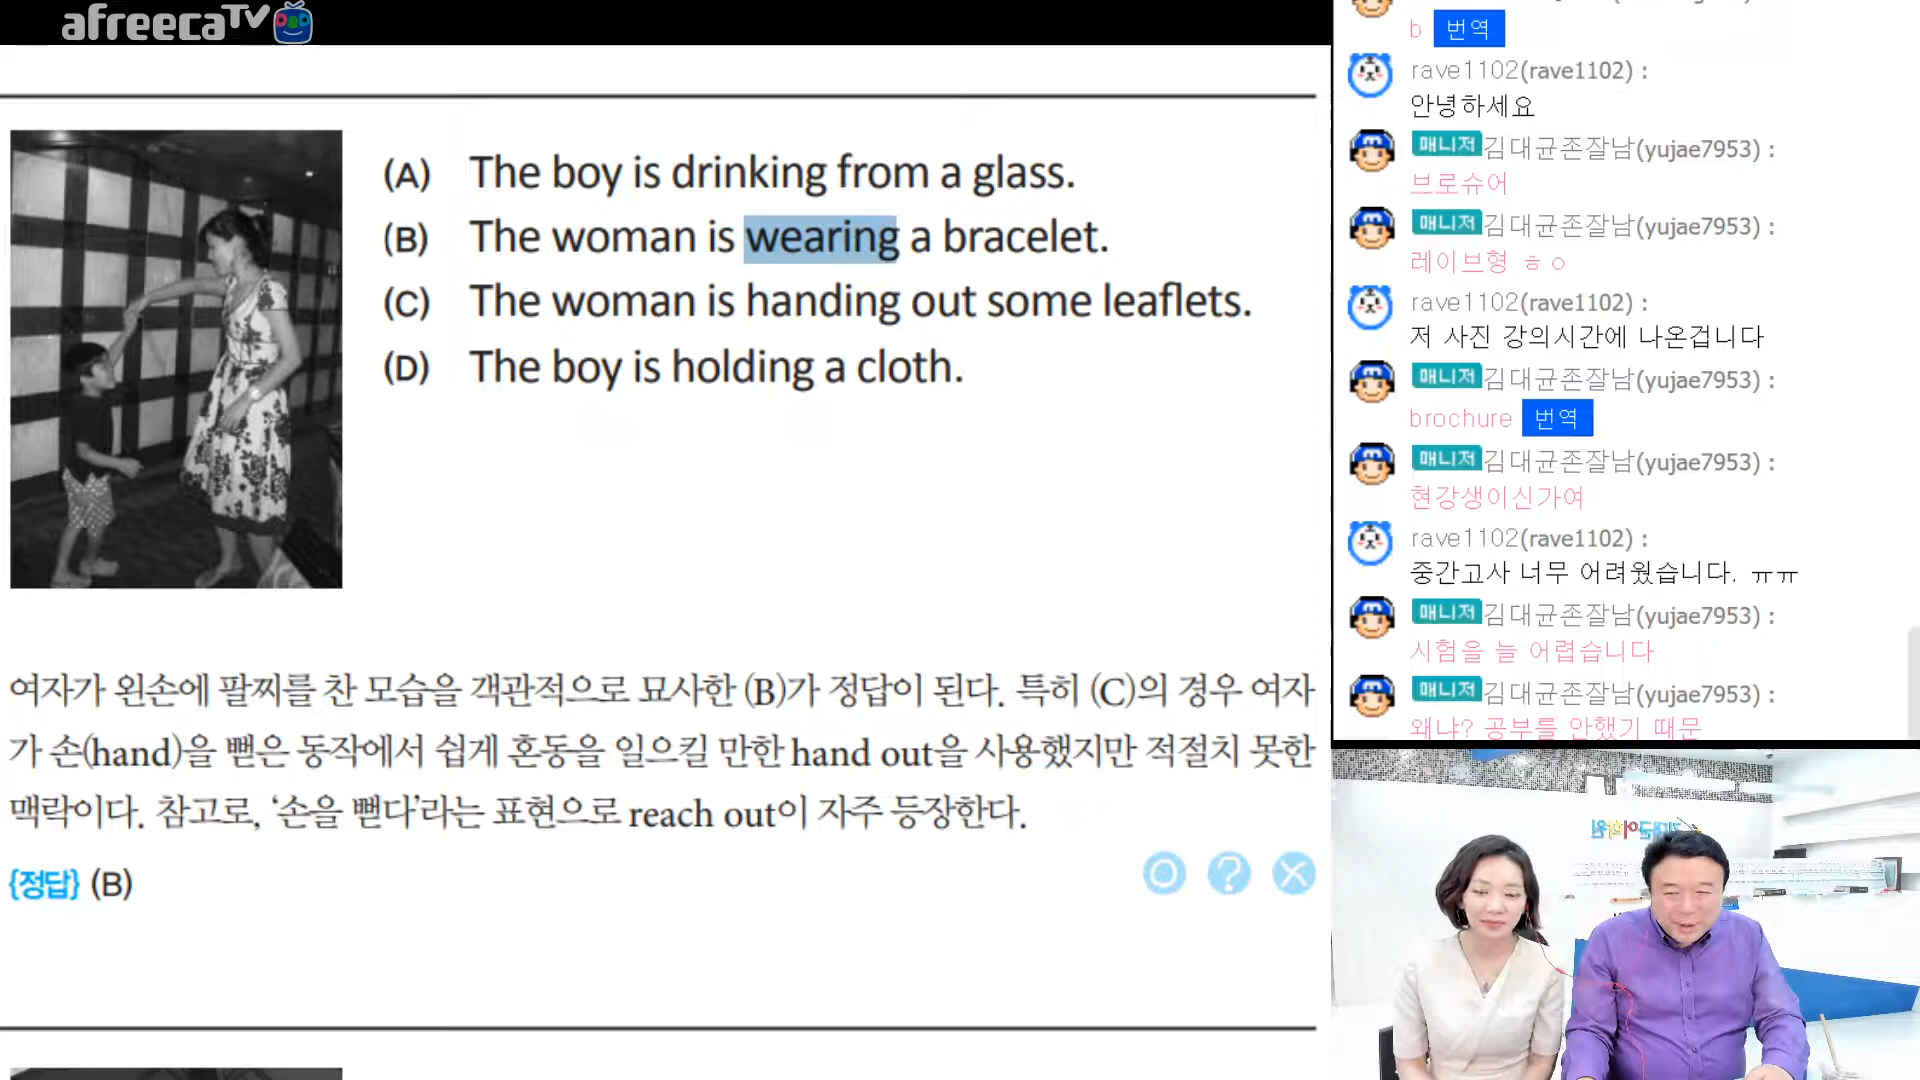 afreecaTV
(A) The boy is drinking from a glass.
(B) The woman is wearing a bracelet.
(C) The woman is handing out some leaflets.
(D) The boy is holding a cloth.
여자가 왼손에 팔찌를 찬 모습을 객관적으로 묘사한 (B)가 정답이 된다. 특히 (C)의 경우 여자
가 손(hand)을 뻗은 동작에서 쉽게 혼동을 일으킬 만한 hand out을 사용했지만 적절치 못한
맥락이다. 참고로, ‘손을 뻗다’라는 표현으로 reach out이 자주 등장한다.
{정답} (B)
b 번역
rave1102(rave1102) :
안녕하세요
매니저 김대균존잘남(yujae7953) :
브로슈어
매니저 김대균존잘남(yujae7953) :
레이브형 ㅎㅇ
rave1102(rave1102) :
저 사진 강의시간에 나온겁니다
매니저 김대균존잘남(yujae7953) :
brochure 번역
매니저 김대균존잘남(yujae7953) :
현강생이신가여
rave1102(rave1102) :
중간고사 너무 어려웠습니다. ㅠㅠ
매니저 김대균존잘남(yujae7953) :
시험을 늘 어렵습니다
매니저 김대균존잘남(yujae7953) :
왜냐? 공부를 안했기 때문